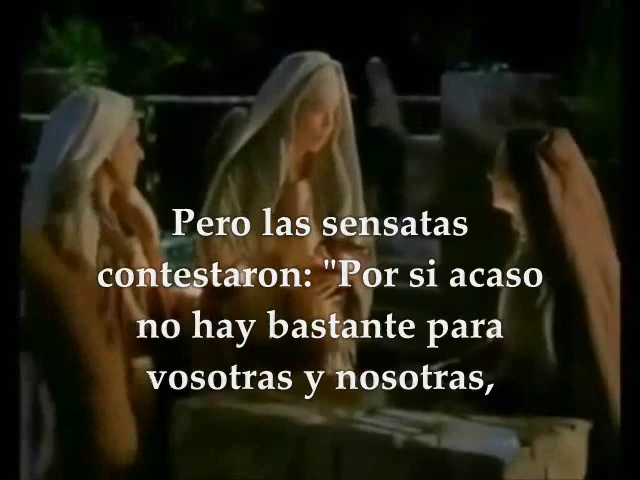 Pero las sensatas
contestaron: "Por si acaso
no hay bastante para
vosotras y nosotras,